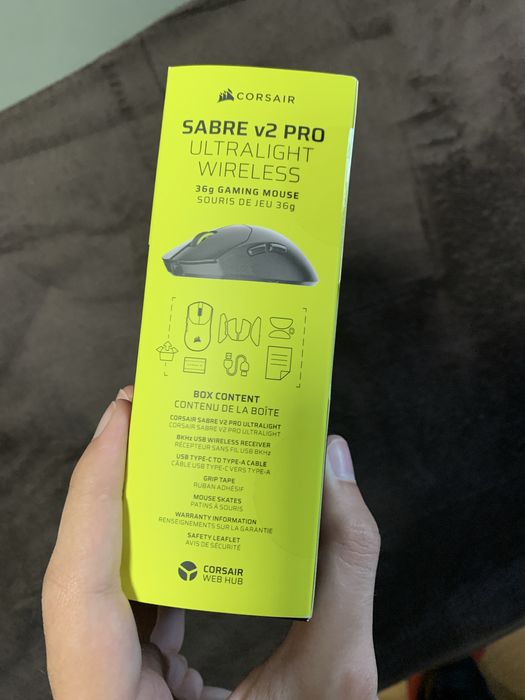 CORSAIR
SABRE v2 PRO
ULTRALIGHT
WIRELESS
36g GAMING MOUSE
SOURIS DE JEU 36g
BOX CONTENT
CONTENU DE LA BOÎTE
CORSAIR SABRE V2 PRO ULTRALIGHT
CORSAIR SABRE V2 PRO ULTRALIGHT
8KHz USB WIRELESS RECEIVER
RÉCEPTEUR SANS FIL USB 8KHz
USB TYPE-C TO TYPE-A CABLE
CÂBLE USB TYPE-C VERS TYPE-A
GRIP TAPE
RUBAN ADHÉSIF
MOUSE SKATES
PATINS À SOURIS
WARRANTY INFORMATION
RENSEIGNEMENTS SUR LA GARANTIE
SAFETY LEAFLET
AVIS DE SÉCURITÉ
CORSAIR
WEB HUB